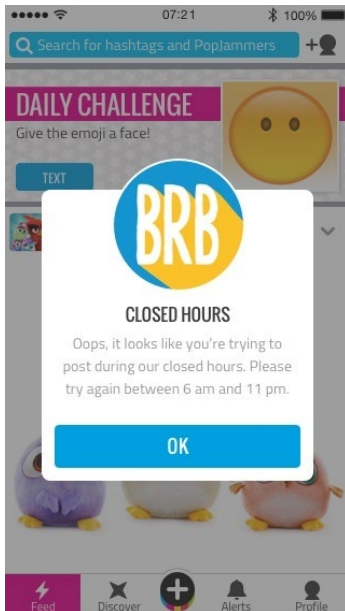 07:21
100%
Search for hashtags and PopJammers
DAILY CHALLENGE
Give the emoji a face!
TEXT
BRB
CLOSED HOURS
Oops, it looks like you're trying to
post during our closed hours. Please
try again between 6 am and 11 pm.
OK
Feed Discover Alerts Profile